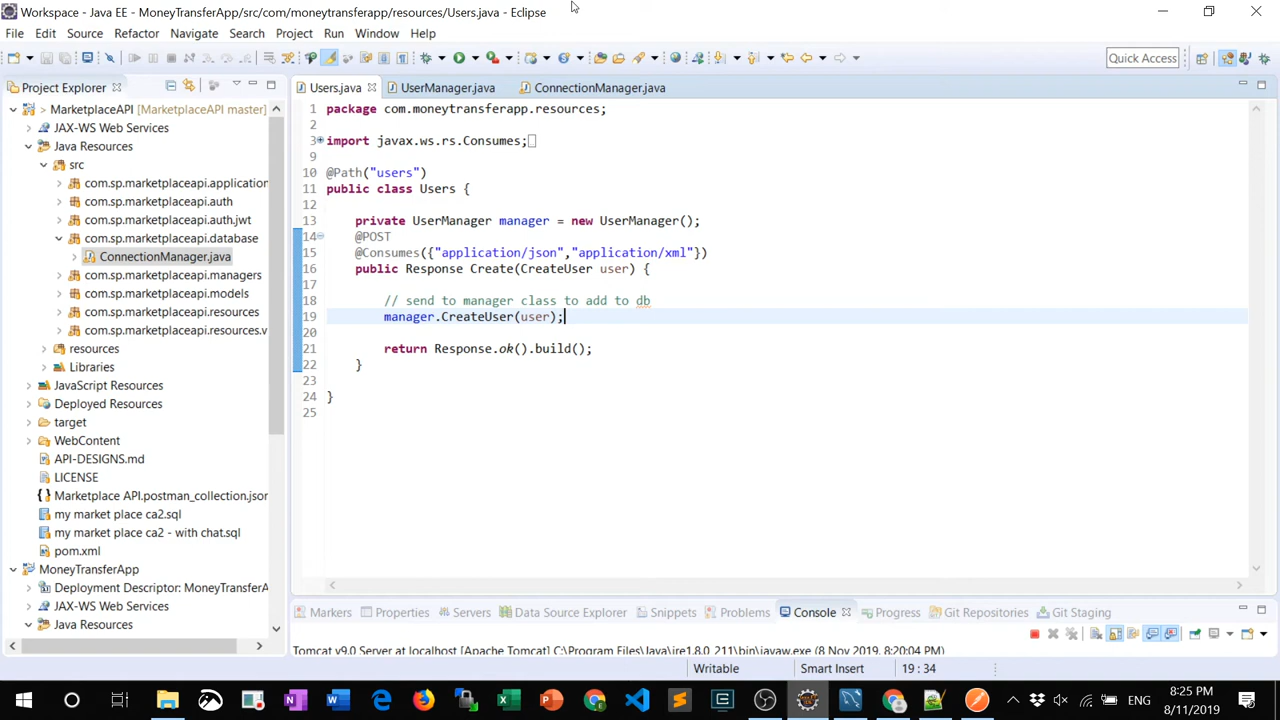 Workspace - Java EE - MoneyTransferApp/src/com/moneytransferapp/resources/Users.java - Eclipse
File Edit Source Refactor Navigate Search Project Run Window Help
Quick Access
Project Explorer
MarketplaceAPI [MarketplaceAPI master]
JAX-WS Web Services
Java Resources
src
com.sp.marketplaceapi.application
com.sp.marketplaceapi.auth
com.sp.marketplaceapi.auth.jwt
com.sp.marketplaceapi.database
ConnectionManager.java
com.sp.marketplaceapi.managers
com.sp.marketplaceapi.models
com.sp.marketplaceapi.resources
com.sp.marketplaceapi.resources.v
resources
Libraries
JavaScript Resources
Deployed Resources
target
WebContent
API-DESIGNS.md
LICENSE
Marketplace API.postman_collection.json
my market place ca2.sql
my market place ca2 - with chat.sql
pom.xml
MoneyTransferApp
Deployment Descriptor: MoneyTransferA
JAX-WS Web Services
Java Resources
Users.java UserManager.java ConnectionManager.java
1 package com.moneytransferapp.resources;
2
3 import javax.ws.rs.Consumes;
9
10 @Path("users")
11 public class Users {
12
13 private UserManager manager = new UserManager();
14 @POST
15 @Consumes({"application/json","application/xml"})
16 public Response Create(CreateUser user) {
17
18 // send to manager class to add to db
19 manager.CreateUser(user);
20
21 return Response.ok().build();
22 }
23
24 }
25
Markers Properties Servers Data Source Explorer Snippets Problems Console Progress Git Repositories Git Staging
Tomcat v9.0 Server at localhost [Apache Tomcat] C:\Program Files\Java\jre1.8.0_211\bin\javaw.exe (8 Nov 2019, 8:20:04 PM)
Writable Smart Insert 19 : 34
ENG
8:25 PM
8/11/2019